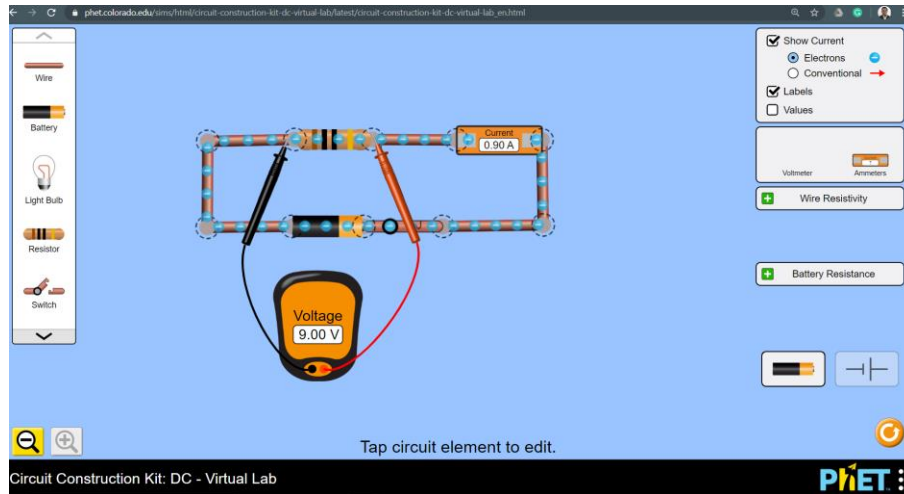 phet.colorado.edu/sims/html/circuit-construction-kit-dc-virtual-lab/latest/circuit-construction-kit-dc-virtual-lab_en.html
Wire
Battery
Light Bulb
Resistor
Switch
Current
0.90 A
Voltage
9.00 V
Show Current
Electrons
Conventional
Labels
Values
Voltmeter
Ammeters
Wire Resistivity
Battery Resistance
Tap circuit element to edit.
Circuit Construction Kit: DC - Virtual Lab
PhET